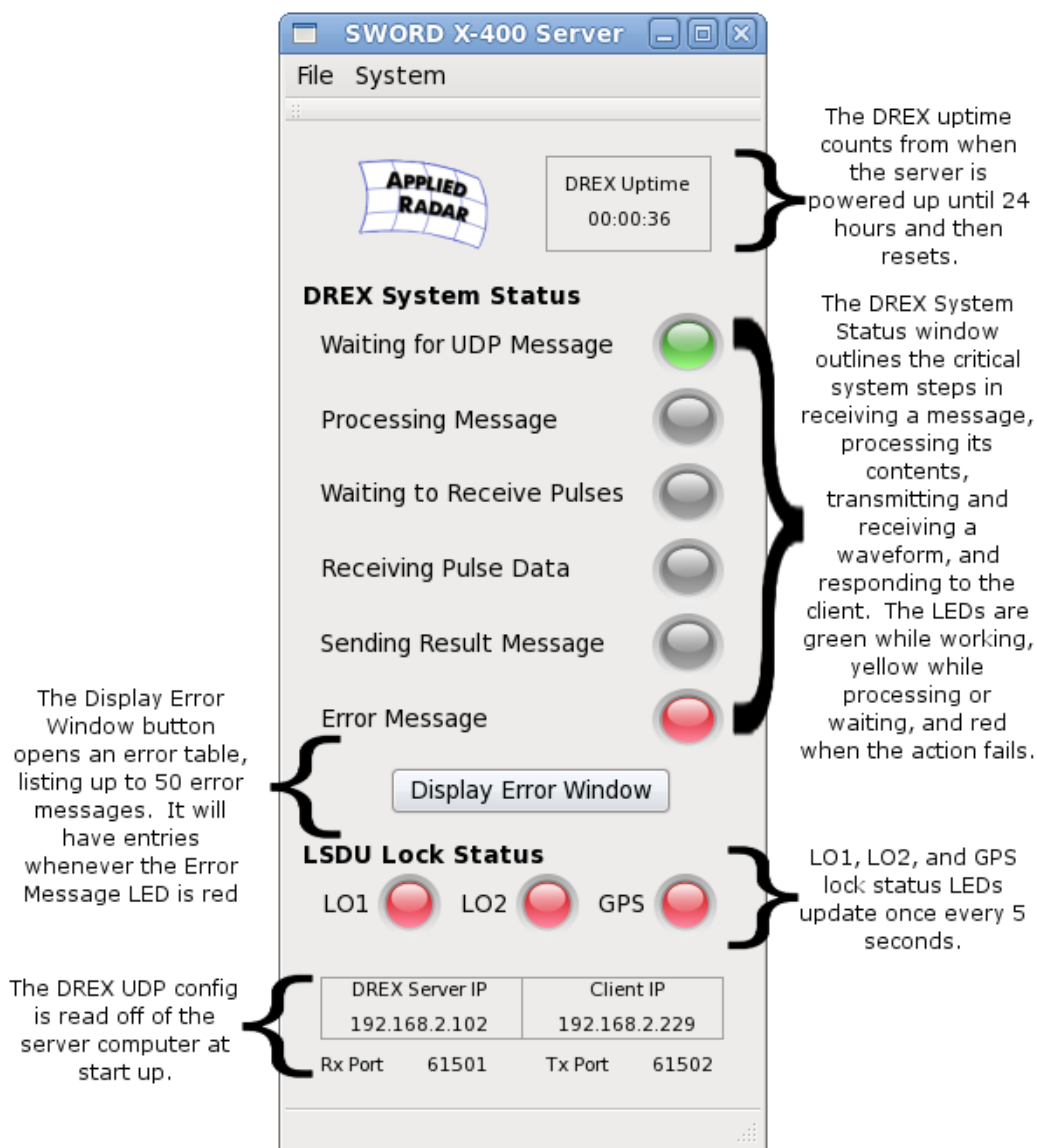 SWORD X-400 Server
File System
APPLIED
RADAR
DREX Uptime
00:00:36
The DREX uptime
counts from when
the server is
powered up until 24
hours and then
resets.
DREX System Status
Waiting for UDP Message
Processing Message
Waiting to Receive Pulses
Receiving Pulse Data
Sending Result Message
Error Message
The DREX System
Status window
outlines the critical
system steps in
receiving a message,
processing its
contents,
transmitting and
receiving a
waveform, and
responding to the
client. The LEDs are
green while working,
yellow while
processing or
waiting, and red
when the action fails.
The Display Error
Window button
opens an error table,
listing up to 50 error
messages. It will
have entries
whenever the Error
Message LED is red
Display Error Window
LSDU Lock Status
LO1 LO2 GPS
LO1, LO2, and GPS
lock status LEDs
update once every 5
seconds.
The DREX UDP config
is read off of the
server computer at
start up.
DREX Server IP Client IP
192.168.2.102 192.168.2.229
Rx Port 61501 Tx Port 61502